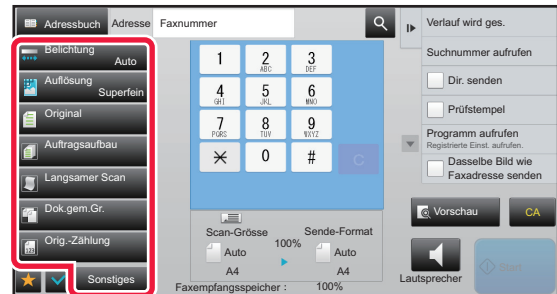 Adressbuch
Adresse
Faxnummer
Verlauf wird ges.
Suchnummer aufrufen
Dir. senden
Prüfstempel
Programm aufrufen
Registrierte Einst. aufrufen.
Dasselbe Bild wie
Faxadresse senden
Vorschau
CA
Start
Lautsprecher
Belichtung
Auto
Auflösung
Superfein
Original
Auftragsaufbau
Langsamer Scan
Dok.gem.Gr.
Orig.-Zählung
123
Sonstiges
1
2
ABC
3
DEF
4
GHI
5
JKL
6
MNO
7
PQRS
8
TUV
9
WXYZ
0
#
C
Scan-Grösse
Auto
A4
100%
Sende-Format
Auto
A4
Faxempfangsspeicher : 100%